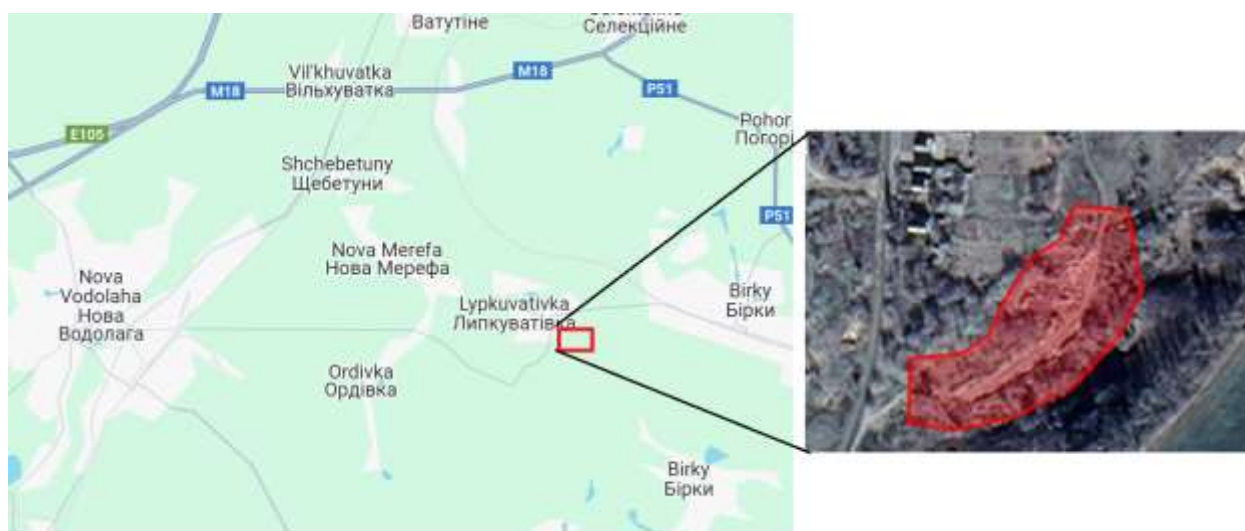 Ватутіне
Селекційне
Vil'khuvatka
Вільхуватка
M18
M18
P51
E105
Pohor
Погорі
Shchebetuny
Щебетуни
P51
Nova Merefa
Нова Мерефа
Nova
Vodolaha
Нова
Водолага
Lypkuvativka
Липкуватівка
Birky
Бірки
Ordivka
Ордівка
Birky
Бірки